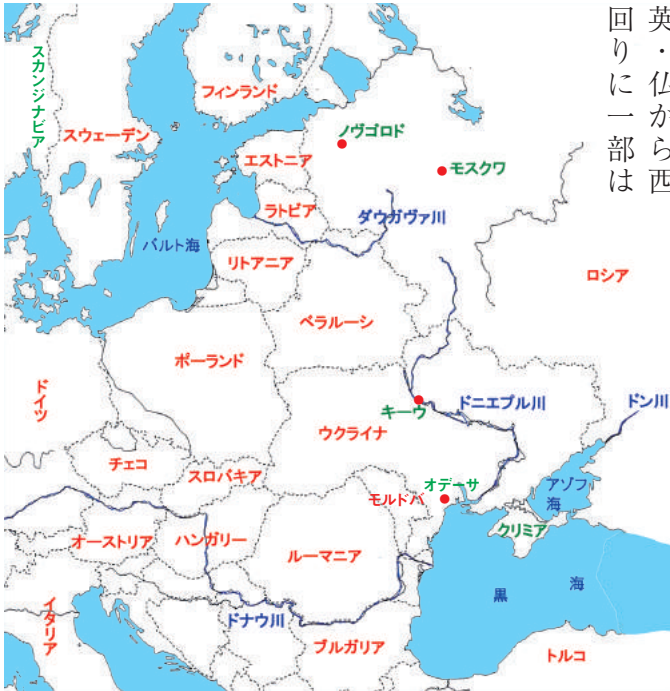 英・仏から西
回りに一部は
スカンジナビア
フィンランド
スウェーデン
ノヴゴロド
エストニア
モスクワ
ラトビア
ダウガヴァ川
バルト海
リトアニア
ロシア
ベラルーシ
ポーランド
ドイツ
キーウ
ドニエプル川
ドン川
ウクライナ
チェコ
スロバキア
オデーサ
アゾフ
海
モルドバ
クリミア
オーストリア
ハンガリー
ルーマニア
黒海
イタリア
ドナウ川
ブルガリア
トルコ